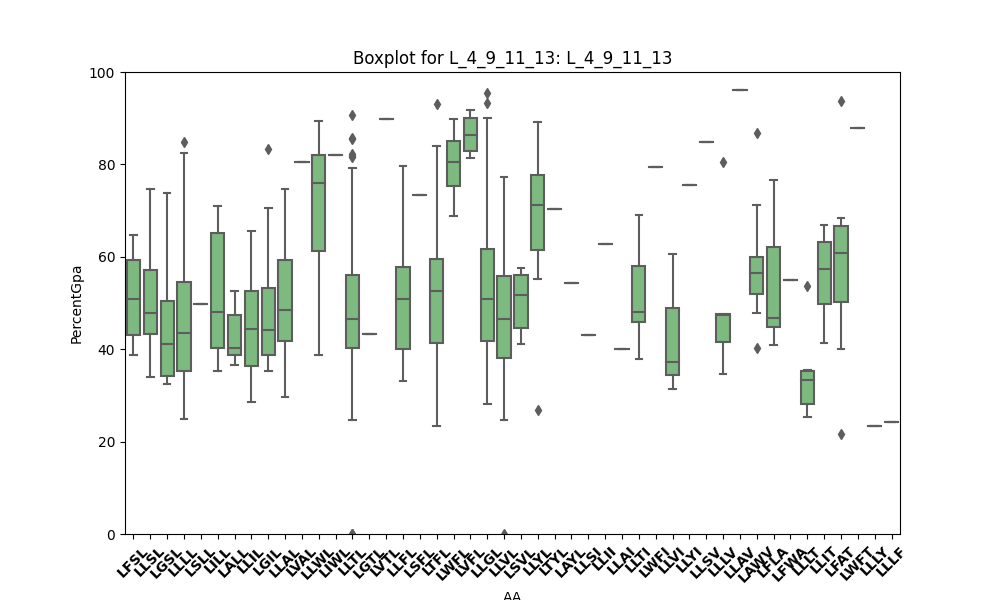 Boxplot for L_4_9_11_13: L_4_9_11_13
PercentGpa
100
80
60
40
20
0
LFSL
LLSL
LGSL
LLLL
LSLL
LILL
LALL
LLIL
LGIL
LLAL
LVAL
LLWL
LIWL
LLTL
LGTL
LVTL
LLFL
LSFL
LTFL
LWFL
LVFL
LLGL
LLVL
LSVL
LLYL
LTYL
LAYL
LLSI
LLII
LLAI
LLTI
LWFI
LLVI
LLYI
LLSV
LLLV
LLAV
LAWV
LFLA
LFWA
LLLT
LLIT
LFAT
LWFT
LLLY
LLLF
AA